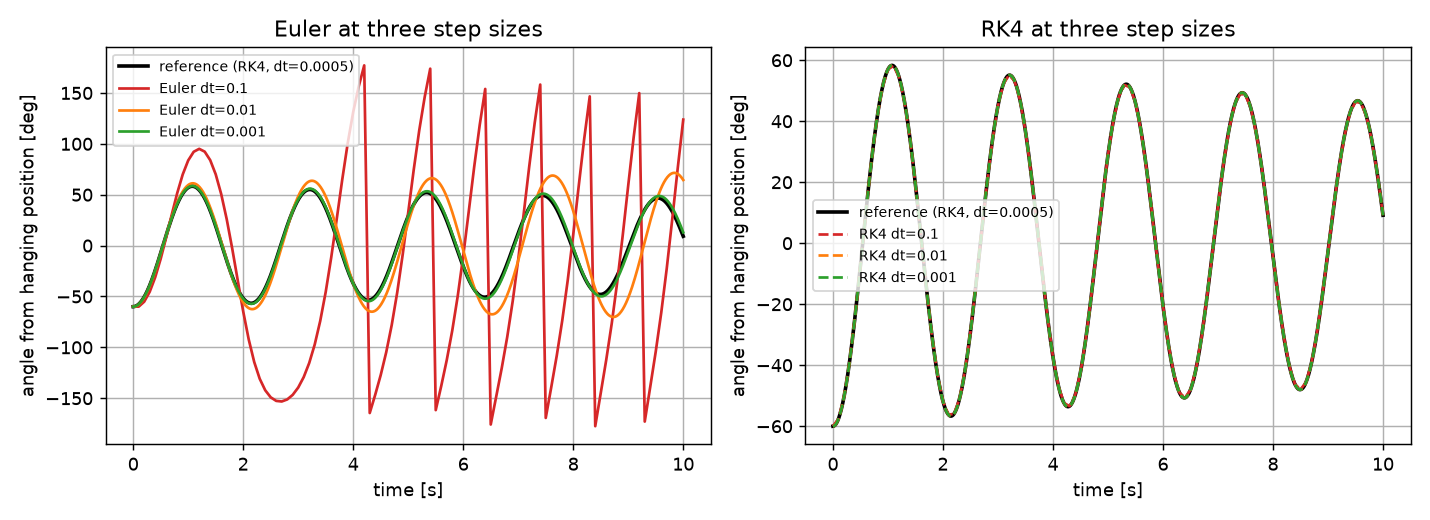 Euler at three step sizes
angle from hanging position [deg]
150
100
50
0
−50
−100
−150
reference (RK4, dt=0.0005)
Euler dt=0.1
Euler dt=0.01
Euler dt=0.001
0 2 4 6 8 10
time [s]
RK4 at three step sizes
angle from hanging position [deg]
60
40
20
0
−20
−40
−60
reference (RK4, dt=0.0005)
RK4 dt=0.1
RK4 dt=0.01
RK4 dt=0.001
0 2 4 6 8 10
time [s]